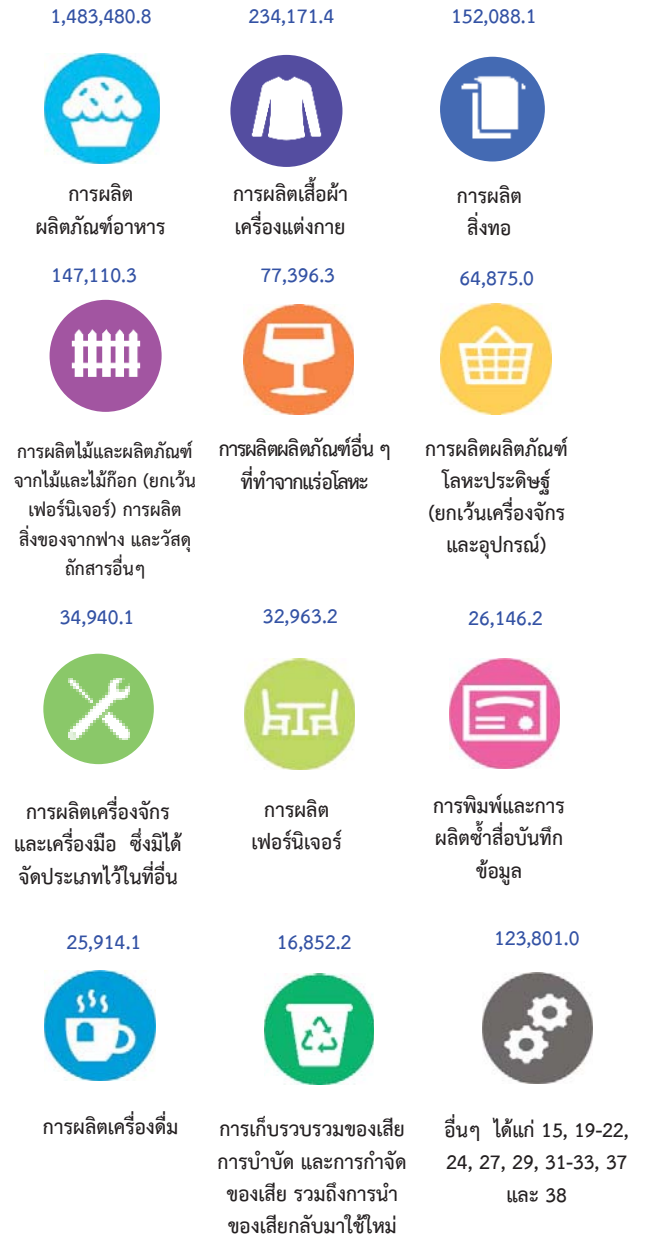 1,483,480.8 234,171.4 152,088.1
การผลิต
ผลิตภัณฑ์อาหาร
การผลิตเสื้อผ้า
เครื่องแต่งกาย
การผลิต
สิ่งทอ
147,110.3 77,396.3 64,875.0
การผลิตไม้และผลิตภัณฑ์
จากไม้และไม้ก๊อก (ยกเว้น
เฟอร์นิเจอร์) การผลิต
สิ่งของจากฟาง และวัสดุ
ถักสารอื่นๆ
การผลิตผลิตภัณฑ์อื่น ๆ
ที่ทำจากแร่อโลหะ
การผลิตผลิตภัณฑ์
โลหะประดิษฐ์
(ยกเว้นเครื่องจักร
และอุปกรณ์)
34,940.1 32,963.2 26,146.2
การผลิตเครื่องจักร
และเครื่องมือ ซึ่งมิได้
จัดประเภทไว้ในที่อื่น
การผลิต
เฟอร์นิเจอร์
การพิมพ์และการ
ผลิตซ้ำสื่อบันทึก
ข้อมูล
25,914.1 16,852.2 123,801.0
การผลิตเครื่องดื่ม
การเก็บรวบรวมของเสีย
การบำบัด และการกำจัด
ของเสีย รวมถึงการนำ
ของเสียกลับมาใช้ใหม่
อื่นๆ ได้แก่ 15, 19-22,
24, 27, 29, 31-33, 37
และ 38